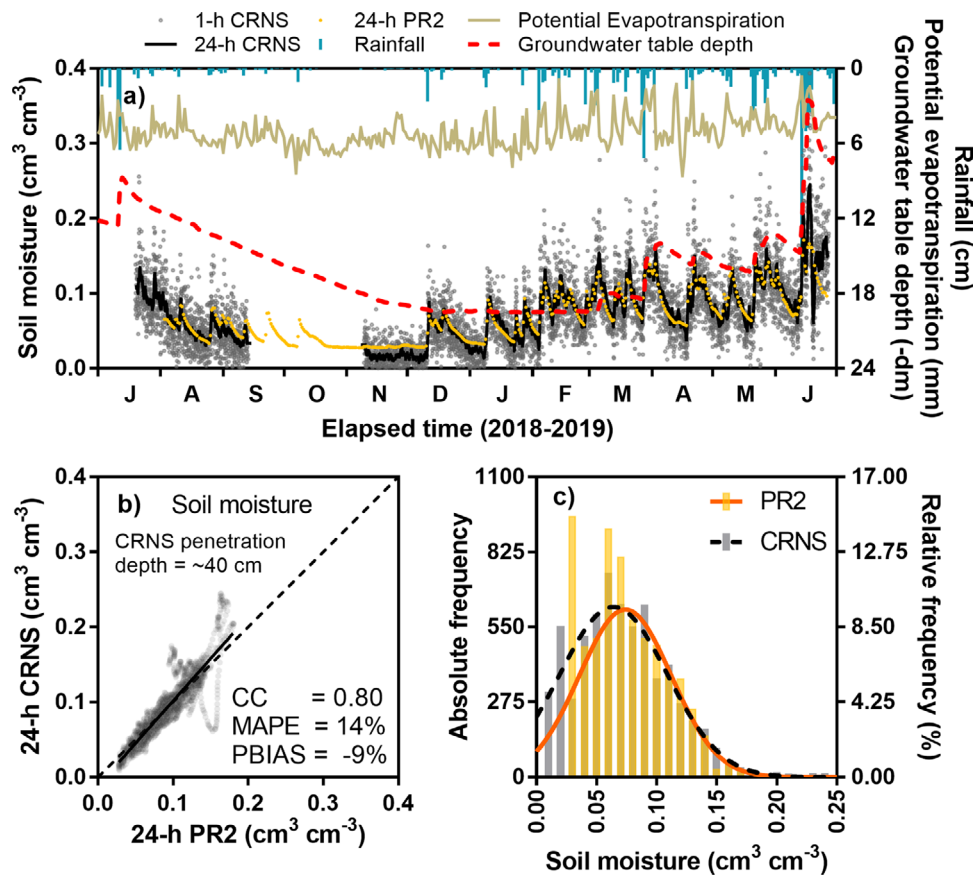 1-h CRNS 24-h PR2 Potential Evapotranspiration
24-h CRNS Rainfall Groundwater table depth
a)
Soil moisture (cm³ cm⁻³)
0.4
0.3
0.2
0.1
0.0
0
6
12
18
24
Rainfall (cm)
Potential evapotranspiration (mm)
Groundwater table depth (-dm)
J A S O N D J F M A M J
Elapsed time (2018-2019)
b) Soil moisture
CRNS penetration
depth = ~40 cm
CC = 0.80
MAPE = 14%
PBIAS = -9%
24-h CRNS (cm³ cm⁻³)
0.4
0.3
0.2
0.1
0.0
0.0 0.1 0.2 0.3 0.4
24-h PR2 (cm³ cm⁻³)
c)
PR2
CRNS
Absolute frequency
1100
825
550
275
0
17.00
12.75
8.50
4.25
0.00
Relative frequency (%)
0.00 0.05 0.10 0.15 0.20 0.25
Soil moisture (cm³ cm⁻³)